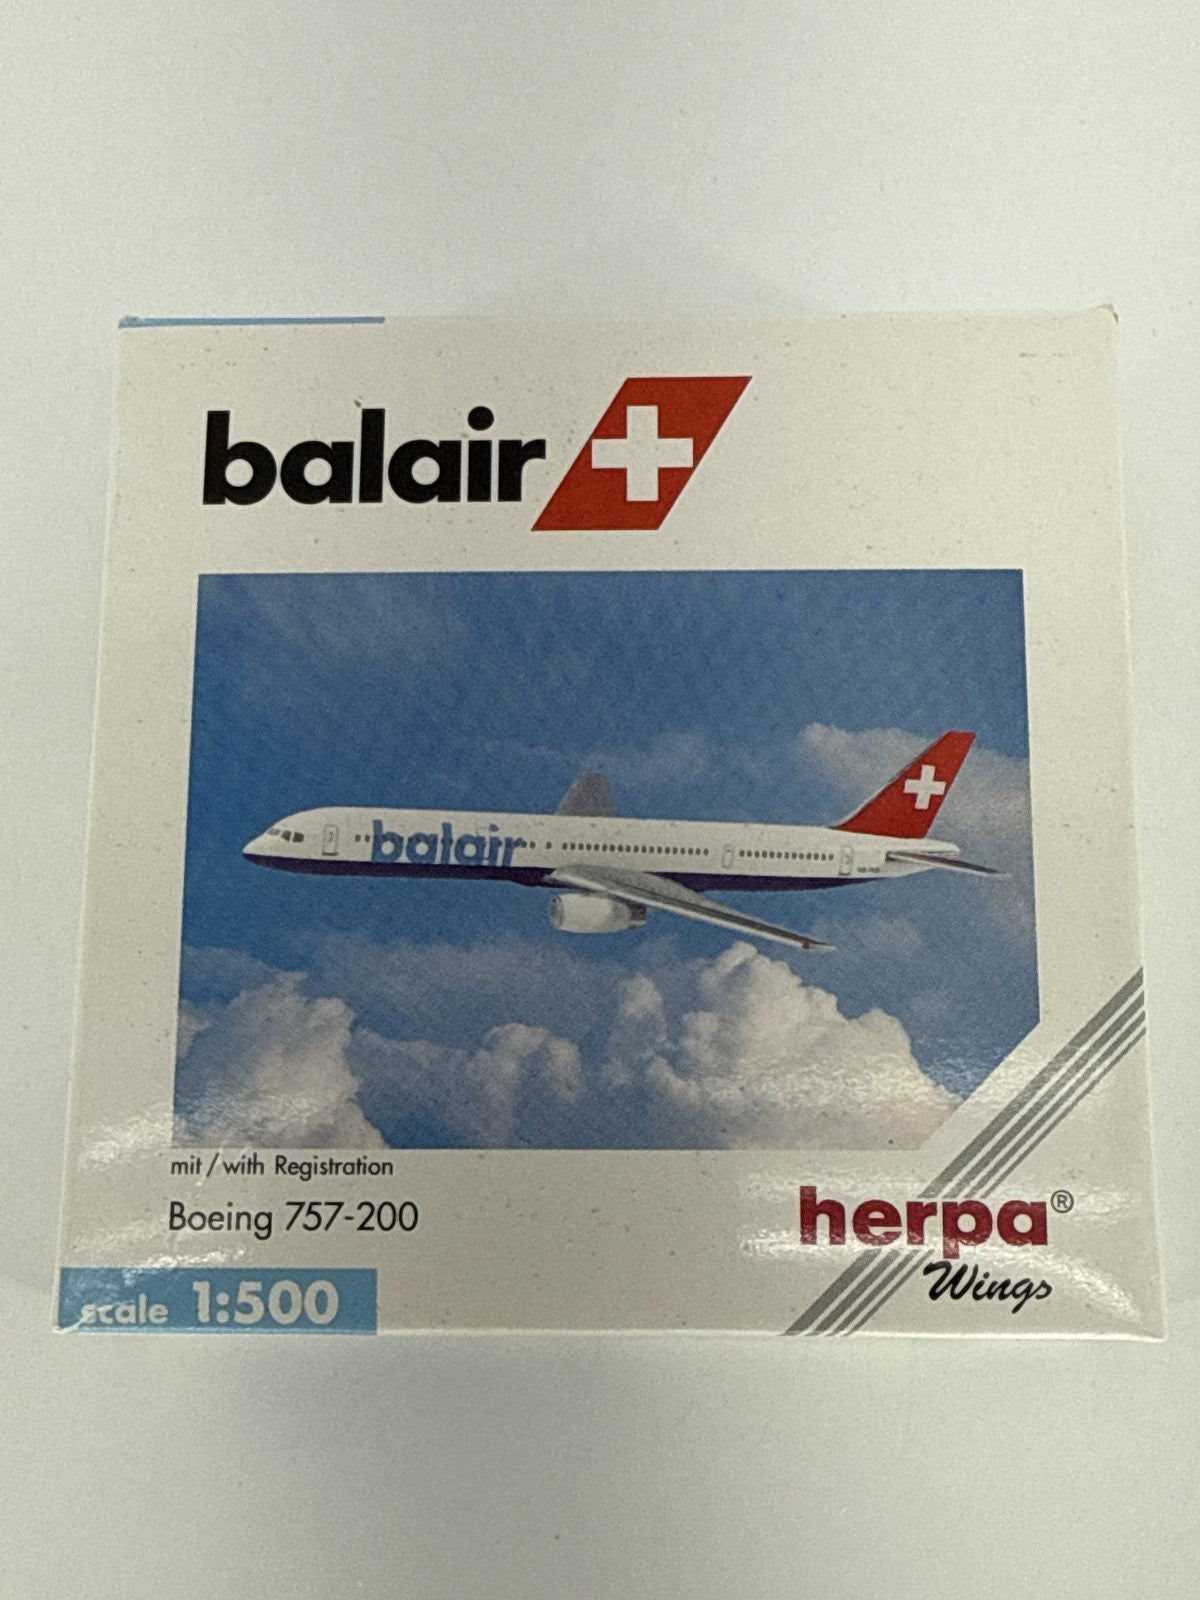 balair
balair
mit / with Registration
Boeing 757-200
scale 1:500
herpa®
Wings